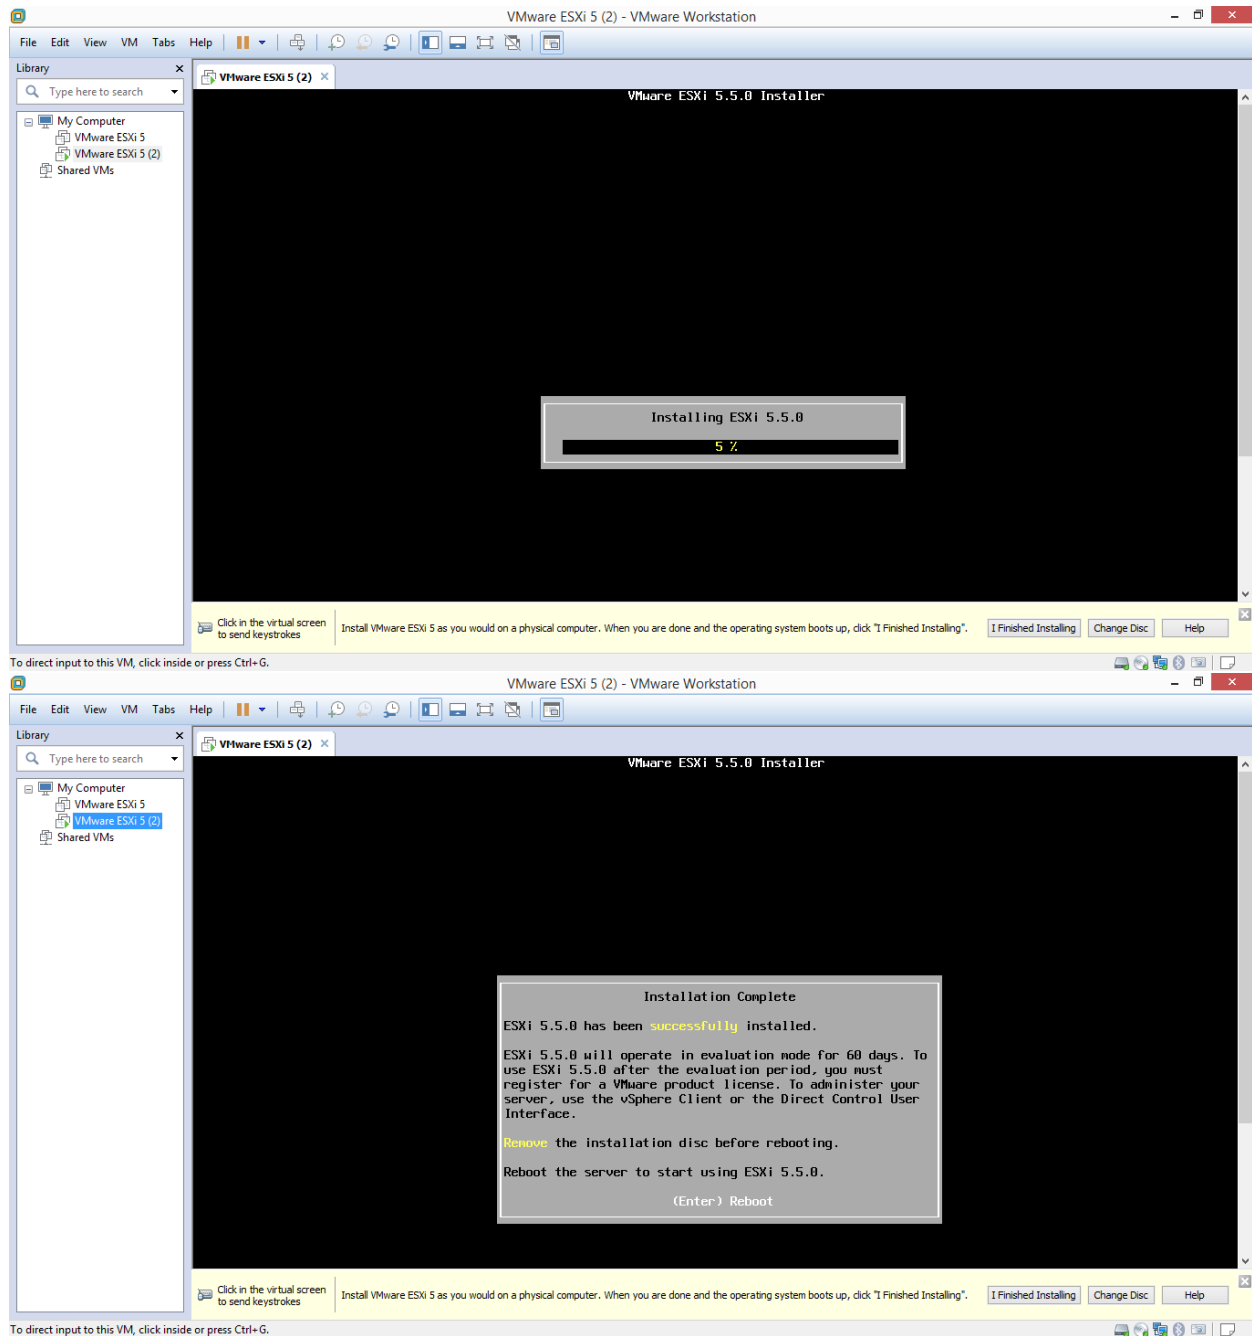 VMware ESXi 5 (2) - VMware Workstation
File Edit View VM Tabs Help
Library
VMware ESXi 5 (2)
Type here to search
VMware ESXi 5.5.0 Installer
My Computer
VMware ESXi 5
VMware ESXi 5 (2)
Shared VMs
Installing ESXi 5.5.0
5 %
Click in the virtual screen
to send keystrokes
Install VMware ESXi 5 as you would on a physical computer. When you are done and the operating system boots up, click "I Finished Installing".
I Finished Installing
Change Disc
Help
To direct input to this VM, click inside or press Ctrl+G.
VMware ESXi 5 (2) - VMware Workstation
File Edit View VM Tabs Help
Library
VMware ESXi 5 (2)
Type here to search
VMware ESXi 5.5.0 Installer
My Computer
VMware ESXi 5
VMware ESXi 5 (2)
Shared VMs
Installation Complete
ESXi 5.5.0 has been successfully installed.
ESXi 5.5.0 will operate in evaluation mode for 60 days. To
use ESXi 5.5.0 after the evaluation period, you must
register for a VMware product license. To administer your
server, use the vSphere Client or the Direct Control User
Interface.
Remove the installation disc before rebooting.
Reboot the server to start using ESXi 5.5.0.
(Enter) Reboot
Click in the virtual screen
to send keystrokes
Install VMware ESXi 5 as you would on a physical computer. When you are done and the operating system boots up, click "I Finished Installing".
I Finished Installing
Change Disc
Help
To direct input to this VM, click inside or press Ctrl+G.